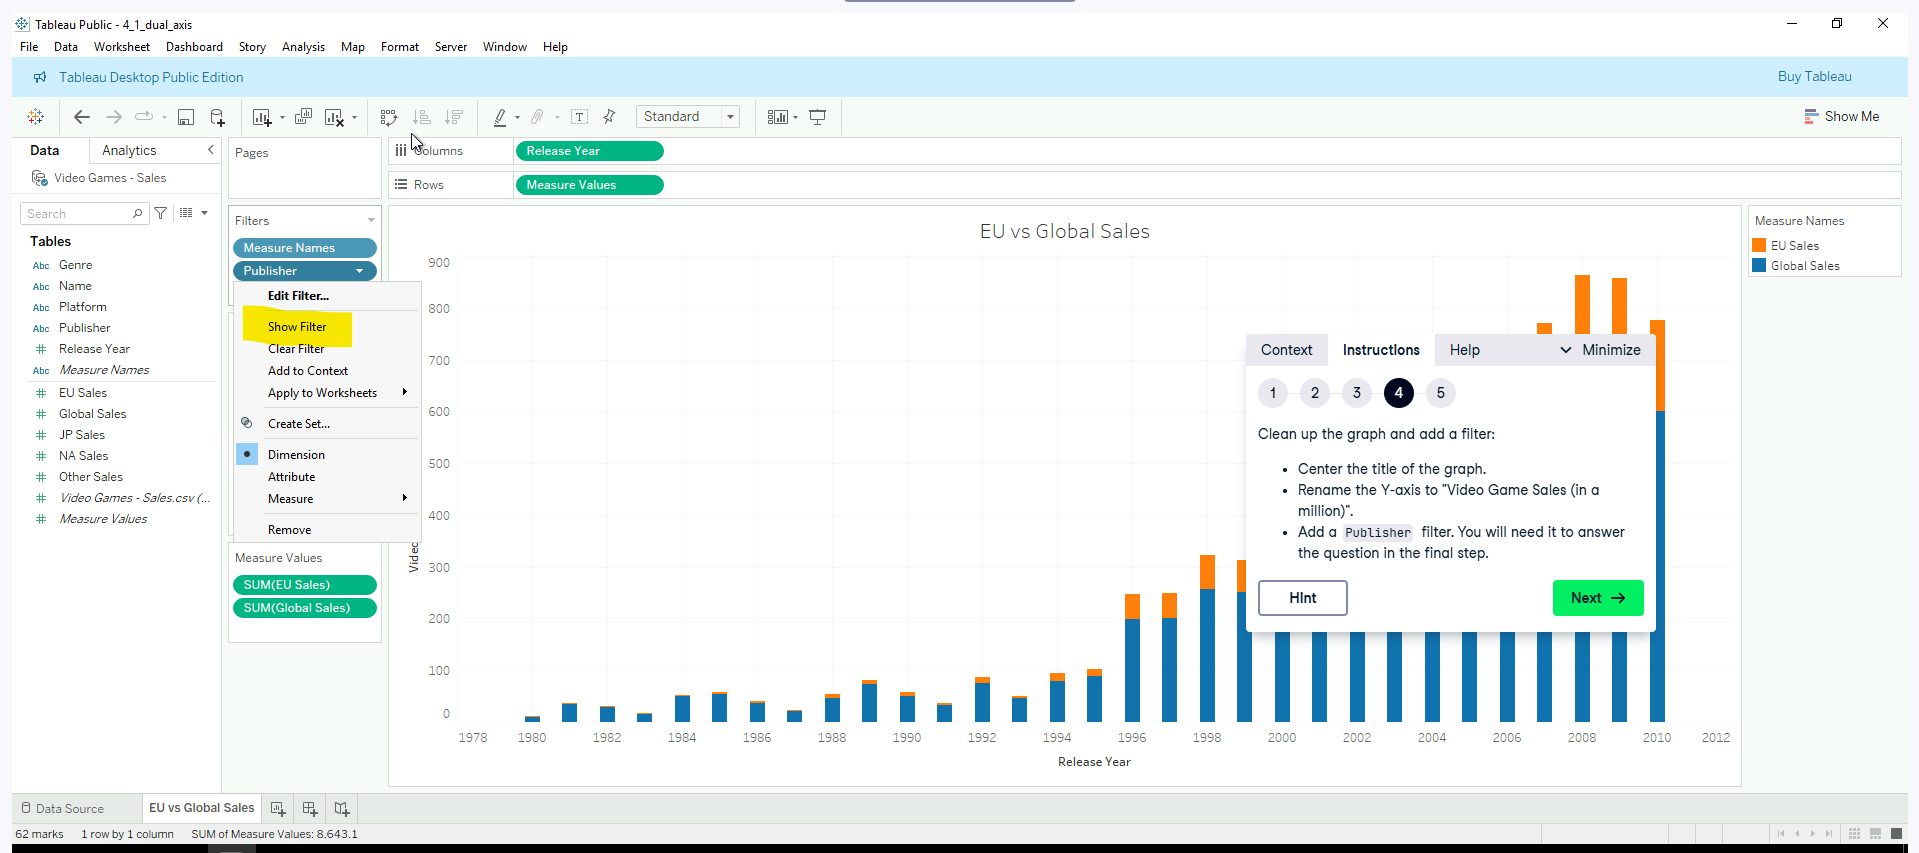 Tableau Public - 4_1_dual_axis
File Data Worksheet Dashboard Story Analysis Map Format Server Window Help
Tableau Desktop Public Edition
Buy Tableau
Standard
Show Me
Data
Analytics
Video Games - Sales
Search
Tables
Abc Genre
Abc Name
Abc Platform
Abc Publisher
Release Year
Abc Measure Names
EU Sales
Global Sales
JP Sales
NA Sales
Other Sales
Video Games - Sales.csv (...
Measure Values
Pages
Filters
Measure Names
Publisher
Edit Filter...
Show Filter
Clear Filter
Add to Context
Apply to Worksheets
Create Set...
Dimension
Attribute
Measure
Remove
Measure Values
SUM(EU Sales)
SUM(Global Sales)
Columns
Release Year
Rows
Measure Values
EU vs Global Sales
900
800
700
600
500
400
300
200
100
0
1978 1980 1982 1984 1986 1988 1990 1992 1994 1996 1998 2000 2002 2004 2006 2008 2010 2012
Release Year
Measure Names
EU Sales
Global Sales
Context
Instructions
Help
Minimize
1 2 3 4 5
Clean up the graph and add a filter:
• Center the title of the graph.
• Rename the Y-axis to "Video Game Sales (in a
million)".
• Add a Publisher filter. You will need it to answer
the question in the final step.
HInt
Next
Data Source
EU vs Global Sales
62 marks 1 row by 1 column SUM of Measure Values: 8,643.1